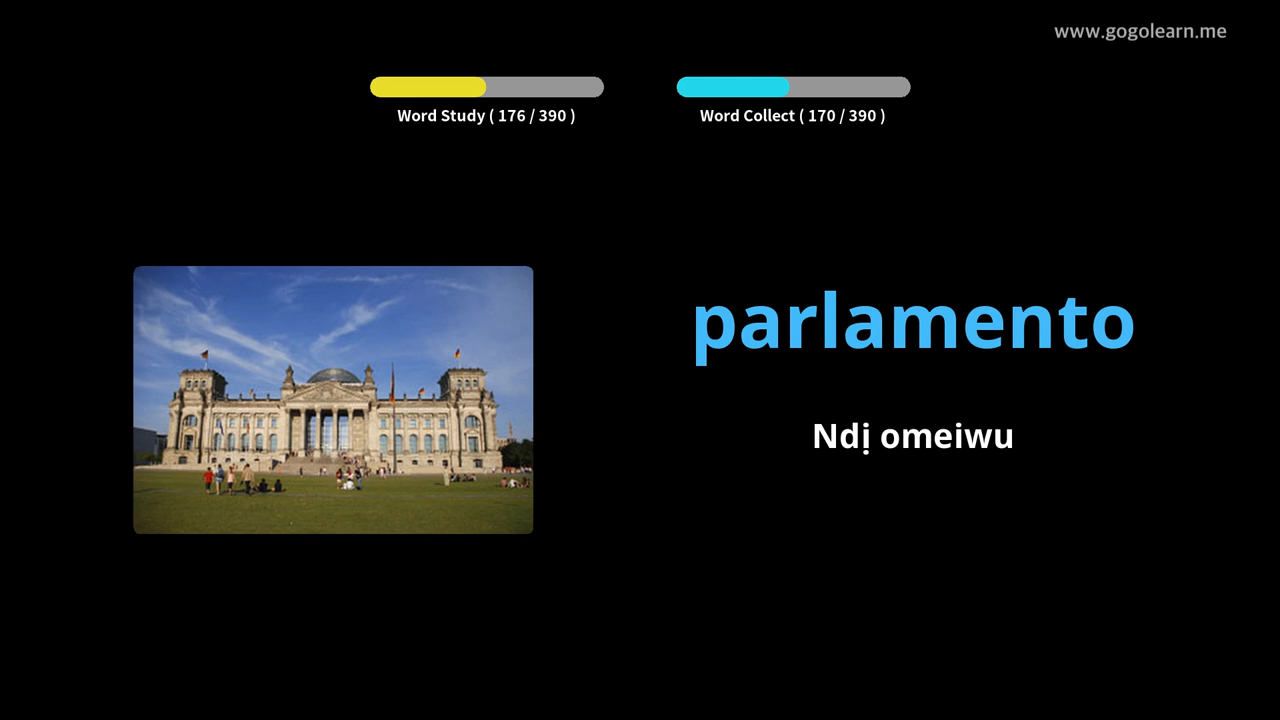 www.gogolearn.me
Word Study ( 176 / 390 )
Word Collect ( 170 / 390 )
parlamento
Ndị omeiwu